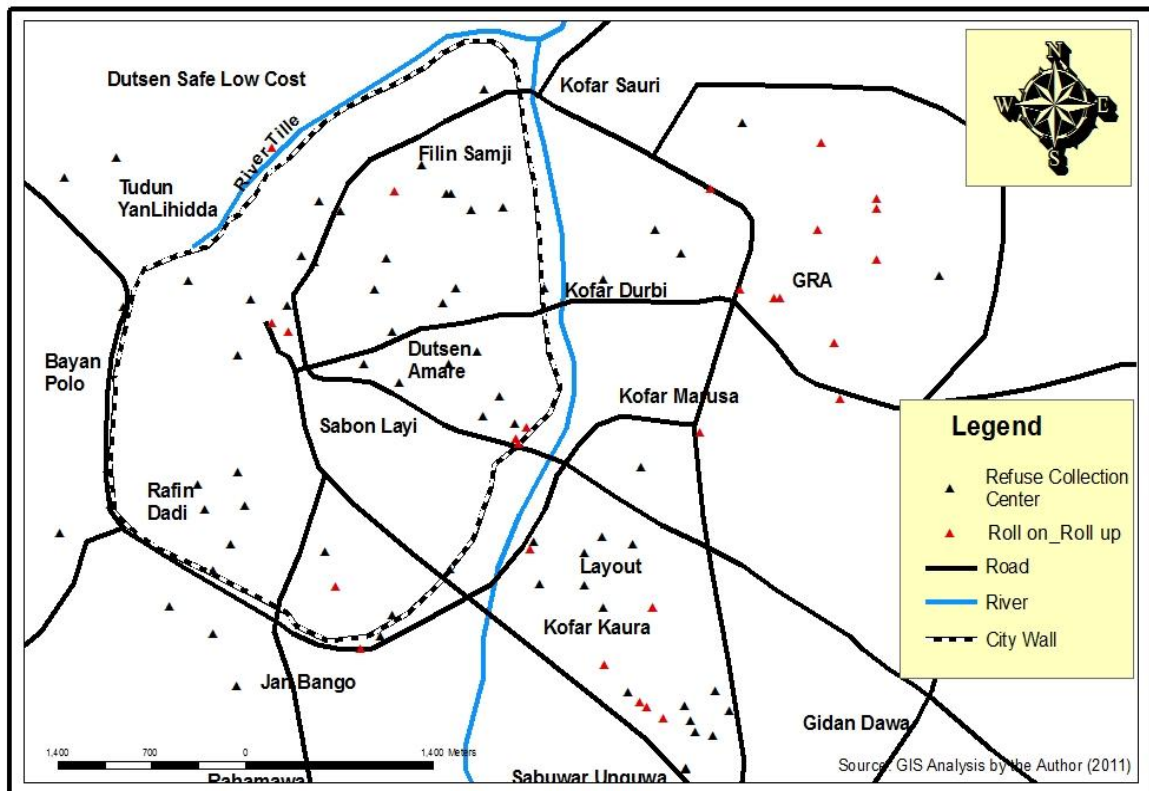 N
W
E
S
Dutsen Safe Low Cost
Kofar Sauri
River Tille
Filin Samji
Tudun
YanLihidda
GRA
Kofar Durbi
Bayan
Polo
Dutsen
Amare
Kofar Marusa
Sabon Layi
Rafin
Dadi
Layout
Kofar Kaura
Jan Bango
Gidan Dawa
Rahamawa
Sabuwar Unguwa
Legend
Refuse Collection
Center
Roll on_Roll up
Road
River
City Wall
1,400 700 0 1,400 Meters
Source: GIS Analysis by the Author (2011)